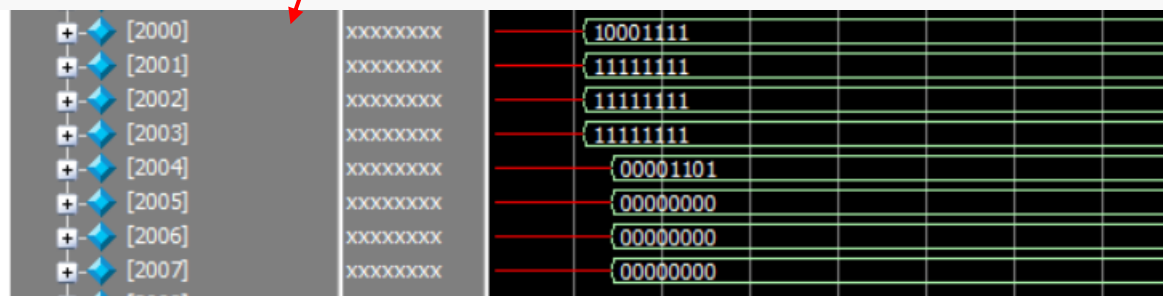 [2000] xxxxxxxx 10001111
[2001] xxxxxxxx 11111111
[2002] xxxxxxxx 11111111
[2003] xxxxxxxx 11111111
[2004] xxxxxxxx 00001101
[2005] xxxxxxxx 00000000
[2006] xxxxxxxx 00000000
[2007] xxxxxxxx 00000000